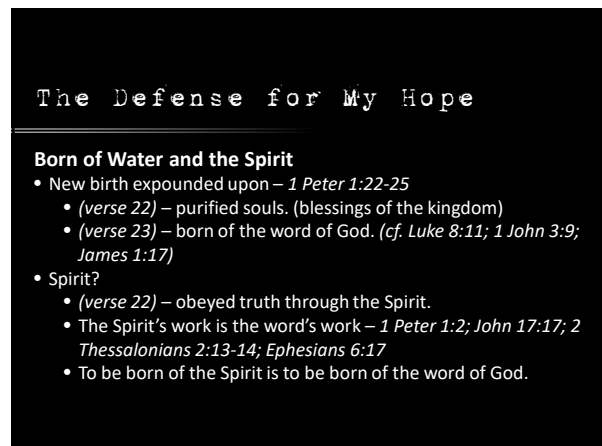 The Defense for My Hope
Born of Water and the Spirit
• New birth expounded upon – 1 Peter 1:22-25
• (verse 22) – purified souls. (blessings of the kingdom)
• (verse 23) – born of the word of God. (cf. Luke 8:11; 1 John 3:9;
James 1:17)
• Spirit?
• (verse 22) – obeyed truth through the Spirit.
• The Spirit’s work is the word’s work – 1 Peter 1:2; John 17:17; 2
Thessalonians 2:13-14; Ephesians 6:17
• To be born of the Spirit is to be born of the word of God.